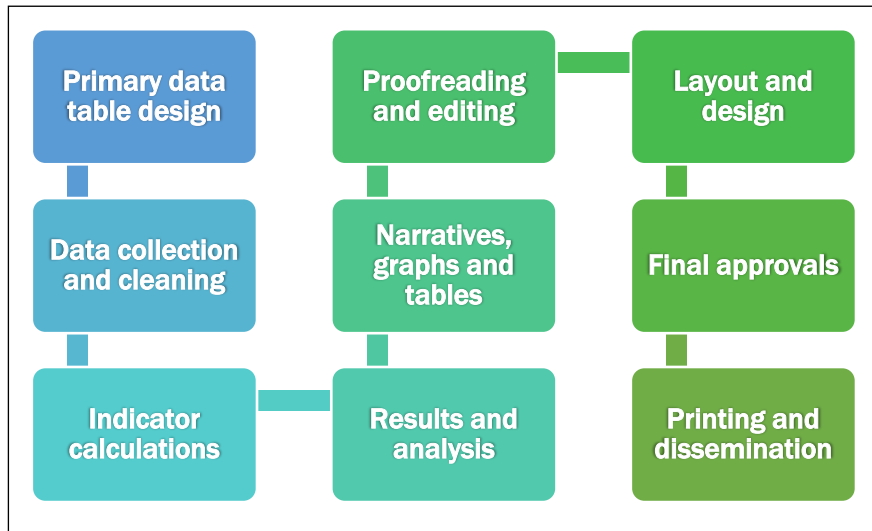 Primary data
table design
Data collection
and cleaning
Indicator
calculations
Results and
analysis
Narratives,
graphs and
tables
Proofreading
and editing
Layout and
design
Final approvals
Printing and
dissemination